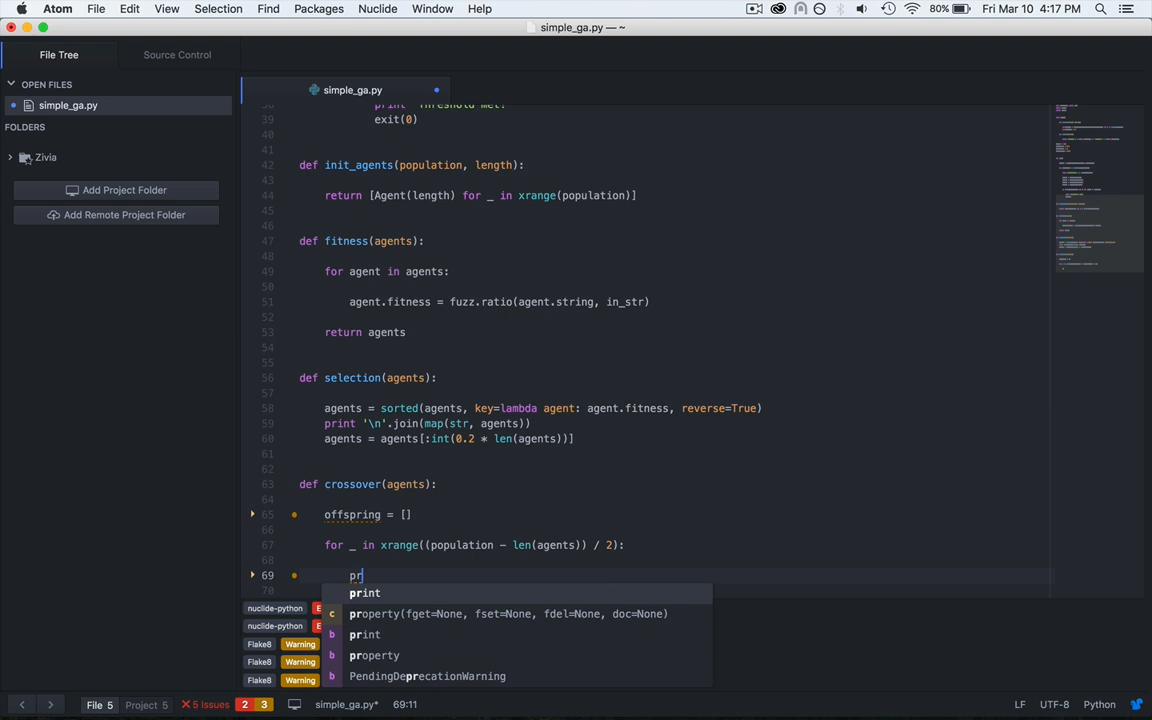 Atom File Edit View Selection Find Packages Nuclide Window Help 80% Fri Mar 10 4:17 PM
simple_ga.py — ~
File Tree Source Control
simple_ga.py
OPEN FILES
simple_ga.py
FOLDERS
Zivia
Add Project Folder
Add Remote Project Folder
39 exit(0)
40
41
42 def init_agents(population, length):
43
44 return [Agent(length) for _ in xrange(population)]
45
46
47 def fitness(agents):
48
49 for agent in agents:
50
51 agent.fitness = fuzz.ratio(agent.string, in_str)
52
53 return agents
54
55
56 def selection(agents):
57
58 agents = sorted(agents, key=lambda agent: agent.fitness, reverse=True)
59 print '\n'.join(map(str, agents))
60 agents = agents[:int(0.2 * len(agents))]
61
62
63 def crossover(agents):
64
65 offspring = []
66
67 for _ in xrange((population - len(agents)) / 2):
68
69 pr
70
print
c property(fget=None, fset=None, fdel=None, doc=None)
b print
b property
b PendingDeprecationWarning
nuclide-python E
nuclide-python E
Flake8 Warning
Flake8 Warning
Flake8 Warning
File 5 Project 5 5 Issues 2 3 simple_ga.py* 69:11 LF UTF-8 Python